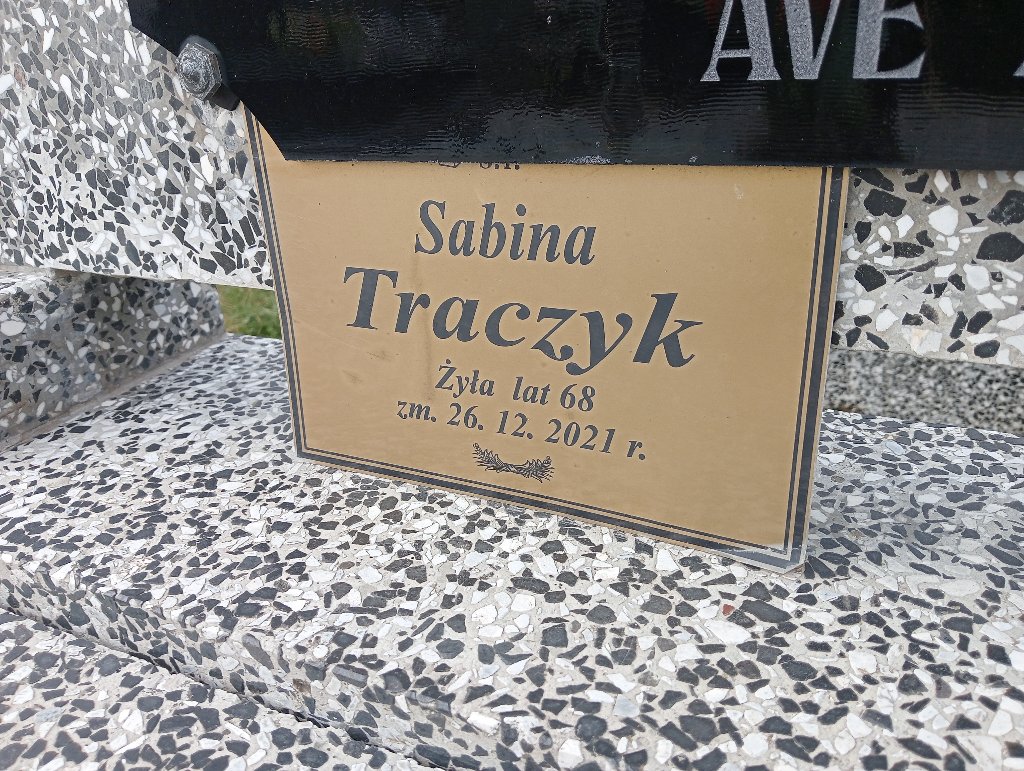 AVE
Sabina
Traczyk
Żyła lat 68
zm. 26. 12. 2021 r.